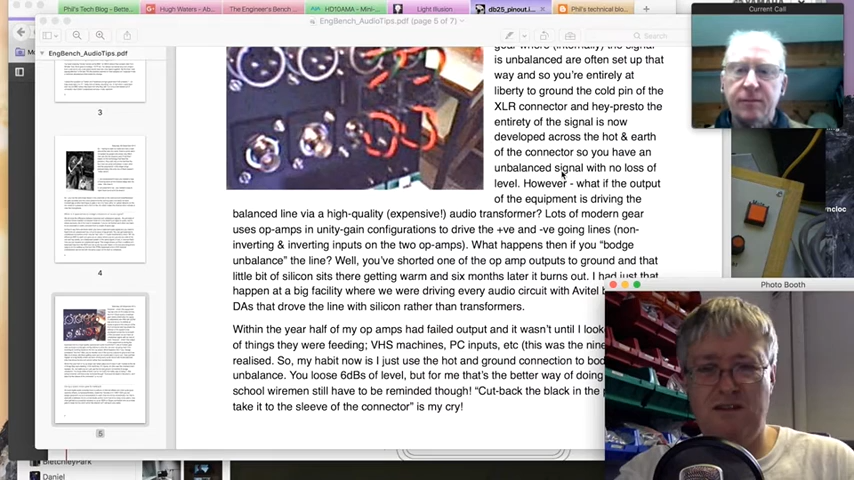 Phil's Tech Blog - Bette...
Hugh Waters - Ab...
The Engineer's Bench
HD10AMA - Mini-
Light Illusion
db25_pinout.i...
Phil's technical blo...
Current Call
EngBench_AudioTips.pdf (page 5 of 7)
Search
EngBench_AudioTips.pdf
3
4
5
gear where (internally) the signal
is unbalanced are often set up that
way and so you're entirely at
liberty to ground the cold pin of the
XLR connector and hey-presto the
entirety of the signal is now
developed across the hot & earth
of the connector so you have an
unbalanced signal with no loss of
level. However - what if the output
of the equipment is driving the
balanced line via a high-quality (expensive!) audio transformer? Lots of modern gear
uses op-amps in unity-gain configurations to drive the +ve and -ve going lines (non-
inverting & inverting inputs on the two op-amps). What happens then if you "bodge
unbalance" the line? Well, you've shorted one of the op amp outputs to ground and that
little bit of silicon sits there getting warm and six months later it burns out. I had just that
happen at a big facility where we were driving every audio circuit with Avitel
DAs that drove the line with silicon rather than transformers.
Within the year half of my op amps had failed output and it wasn't until I look
of things they were feeding; VHS machines, PC inputs, etc (this was the nine
realised. So, my habit now is I just use the hot and ground connection to bod
unbalance. You loose 6dBs of level, but for me that's the better way of doing
school wiremen still have to be reminded though! "Cut-back the black in the
take it to the sleeve of the connector" is my cry!
Photo Booth
BletchleyPark
Daniel